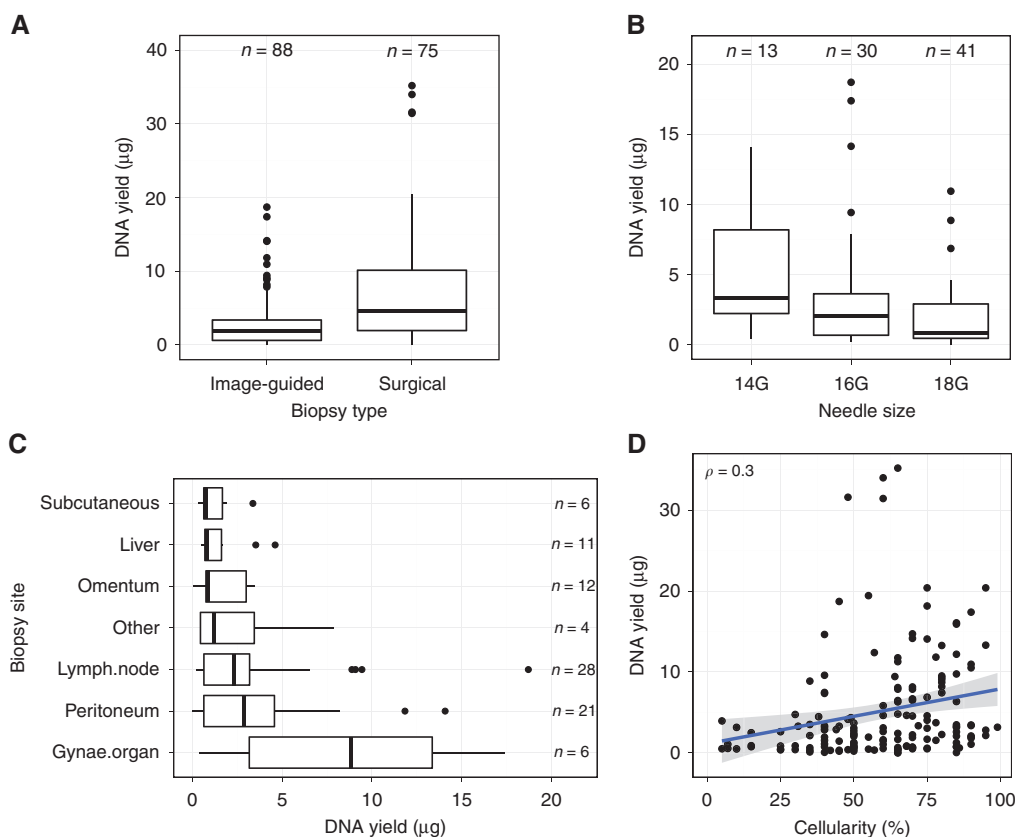 A
n = 88
n = 75
40
30
20
10
0
DNA yield (µg)
Image-guided
Surgical
Biopsy type
B
n = 13
n = 30
n = 41
20
15
10
5
0
DNA yield (µg)
14G
16G
18G
Needle size
C
Biopsy site
Subcutaneous
n = 6
Liver
n = 11
Omentum
n = 12
Other
n = 4
Lymph.node
n = 28
Peritoneum
n = 21
Gynae.organ
n = 6
0
5
10
15
20
DNA yield (µg)
D
ρ = 0.3
30
20
10
0
DNA yield (µg)
0
25
50
75
100
Cellularity (%)